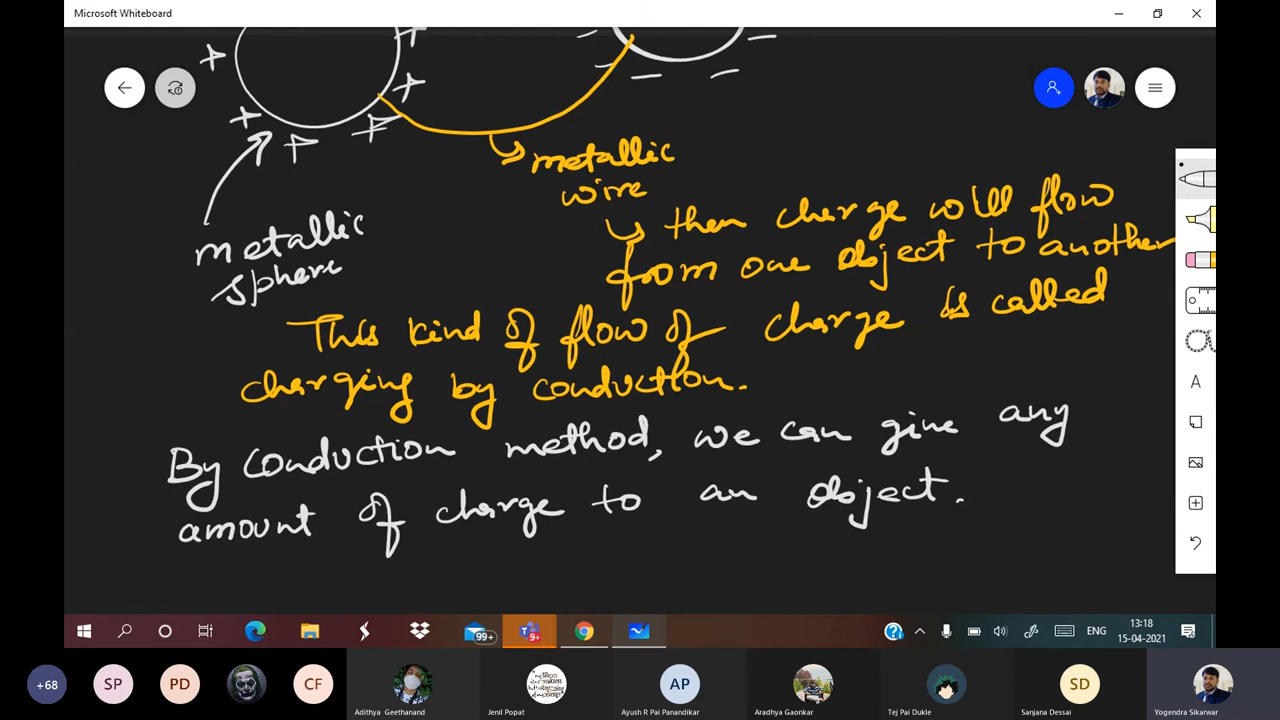 Microsoft Whiteboard
metallic
wire
then charge will flow
from one object to another
metallic
sphere
This kind of flow of charge is called
charging by conduction.
By conduction method, we can give any
amount of charge to an object.
A
99+
9+
ENG
13:18
15-04-2021
+68
SP
PD
CF
AP
SD
Adithya Geethanand
Jenil Popat
Ayush R Pai Panandikar
Aradhya Gaonkar
Tej Pai Dukle
Sanjana Dessai
Yogendra Sikarwar